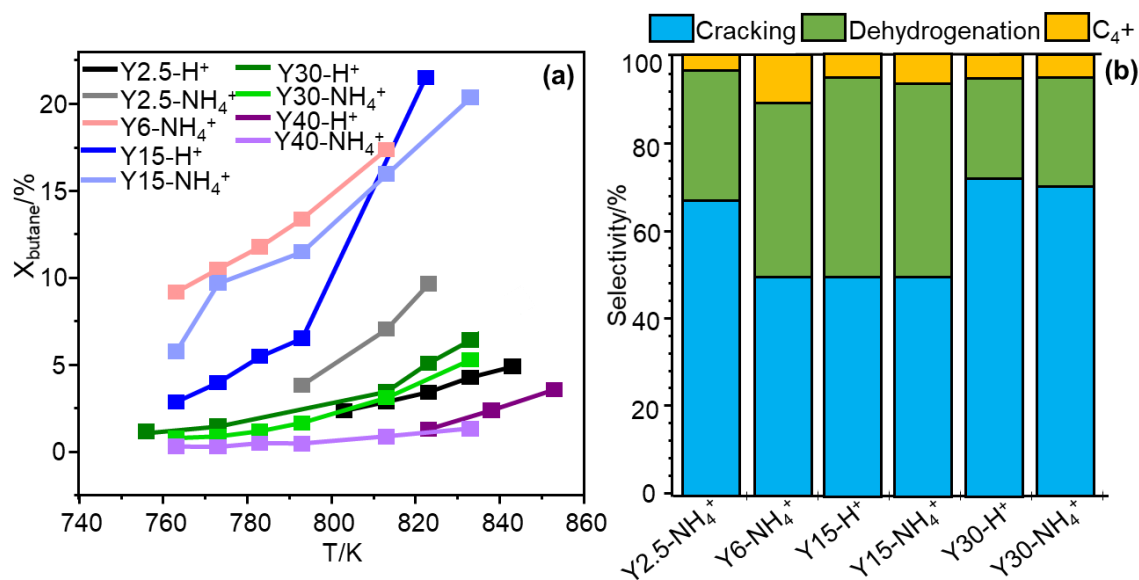 Cracking Dehydrogenation C₄+
(a)
Y2.5-H⁺ Y30-H⁺
Y2.5-NH₄⁺ Y30-NH₄⁺
Y6-NH₄⁺ Y40-H⁺
Y15-H⁺ Y40-NH₄⁺
Y15-NH₄⁺
X_butane/%
20
15
10
5
0
740 760 780 800 820 840 860
T/K
(b)
Selectivity/%
100
80
60
40
20
0
Y2.5-NH₄⁺ Y6-NH₄⁺ Y15-H⁺ Y15-NH₄⁺ Y30-H⁺ Y30-NH₄⁺